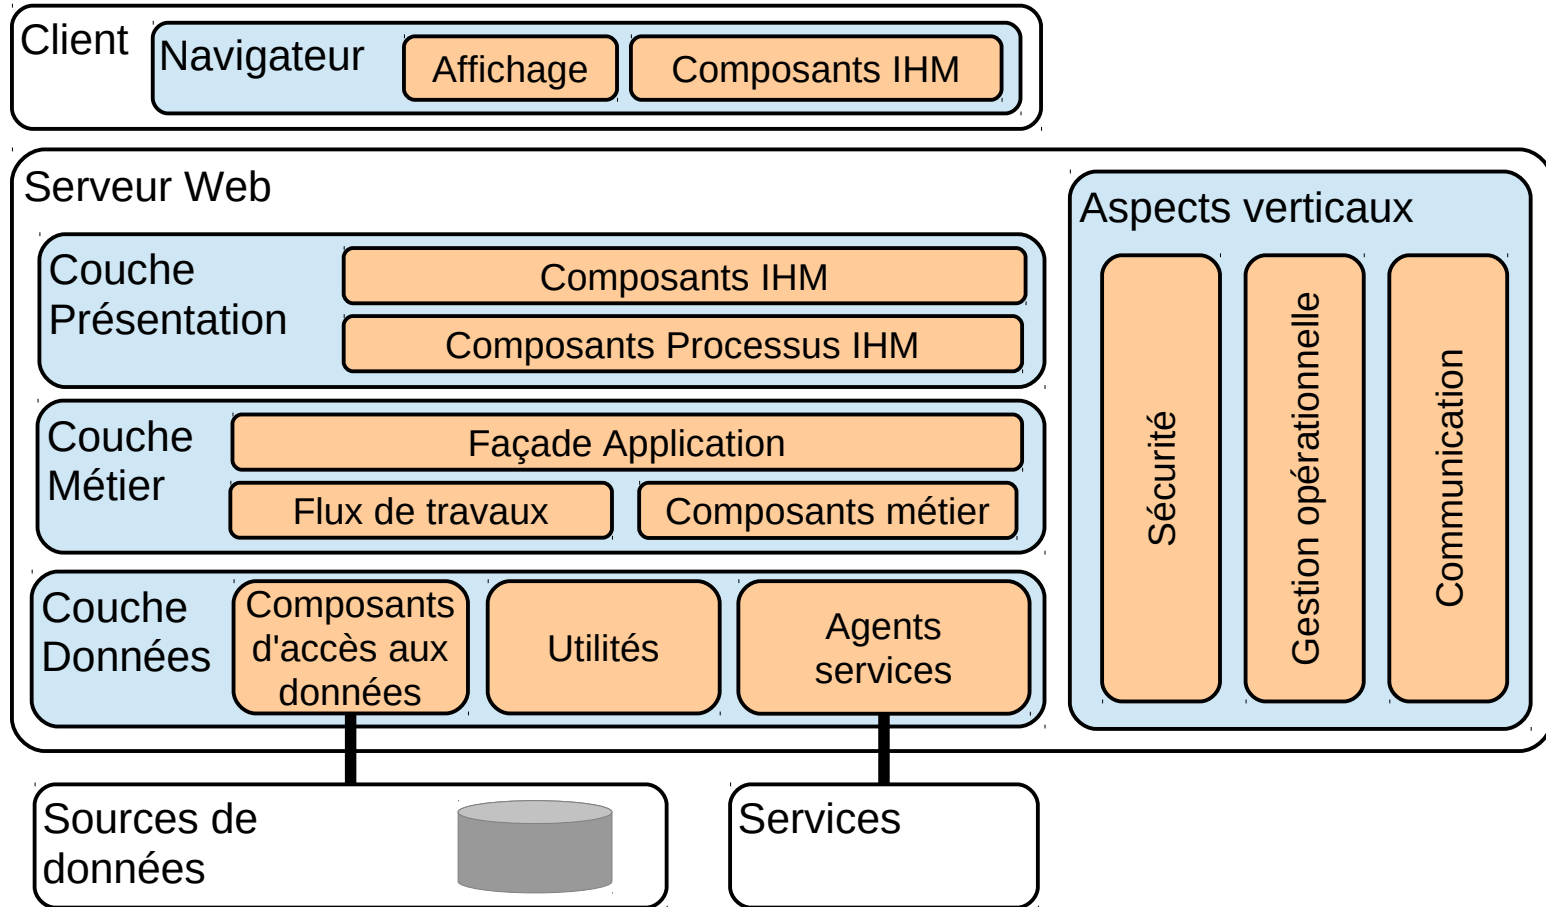 Client
Navigateur
Affichage
Composants IHM
Serveur Web
Couche
Présentation
Composants IHM
Composants Processus IHM
Couche
Métier
Façade Application
Flux de travaux
Composants métier
Couche
Données
Composants
d'accès aux
données
Utilités
Agents
services
Aspects verticaux
Sécurité
Gestion opérationnelle
Communication
Sources de
données
Services